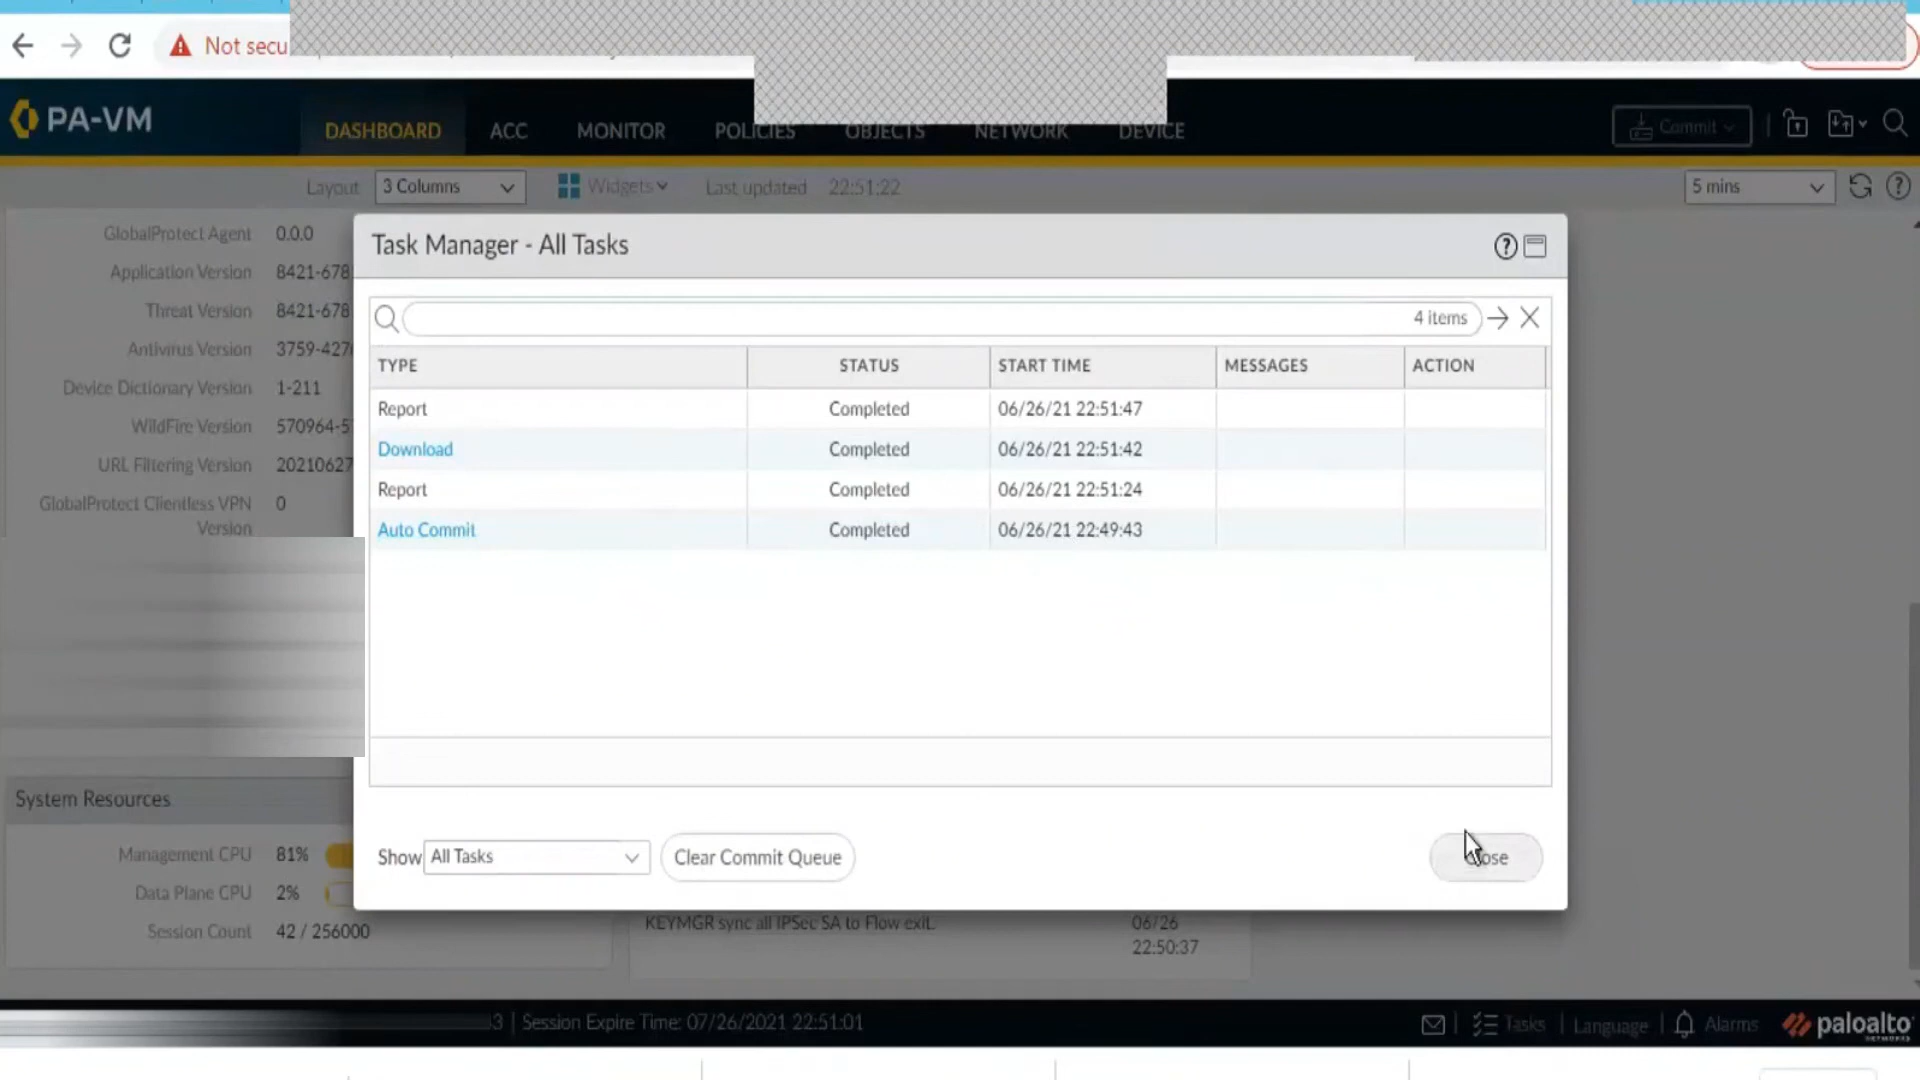 Not secu
PA-VM
DASHBOARD ACC MONITOR POLICIES OBJECTS NETWORK DEVICE
Commit
Layout 3 Columns Widgets Last updated 22:51:22 5 mins
GlobalProtect Agent 0.0.0
Application Version 8421-678
Threat Version 8421-678
Antivirus Version 3759-427
Device Dictionary Version 1-211
WildFire Version 570964-5
URL Filtering Version 20210627
GlobalProtect Clientless VPN Version 0
Task Manager - All Tasks
4 items
TYPE STATUS START TIME MESSAGES ACTION
Report Completed 06/26/21 22:51:47
Download Completed 06/26/21 22:51:42
Report Completed 06/26/21 22:51:24
Auto Commit Completed 06/26/21 22:49:43
Show All Tasks Clear Commit Queue Close
System Resources
Management CPU 81%
Data Plane CPU 2%
Session Count 42 / 256000
KEYMGR sync all IPSec SA to Flow exit. 06/26 22:50:37
Session Expire Time: 07/26/2021 22:51:01
Tasks Language Alarms paloalto
NETWORKS